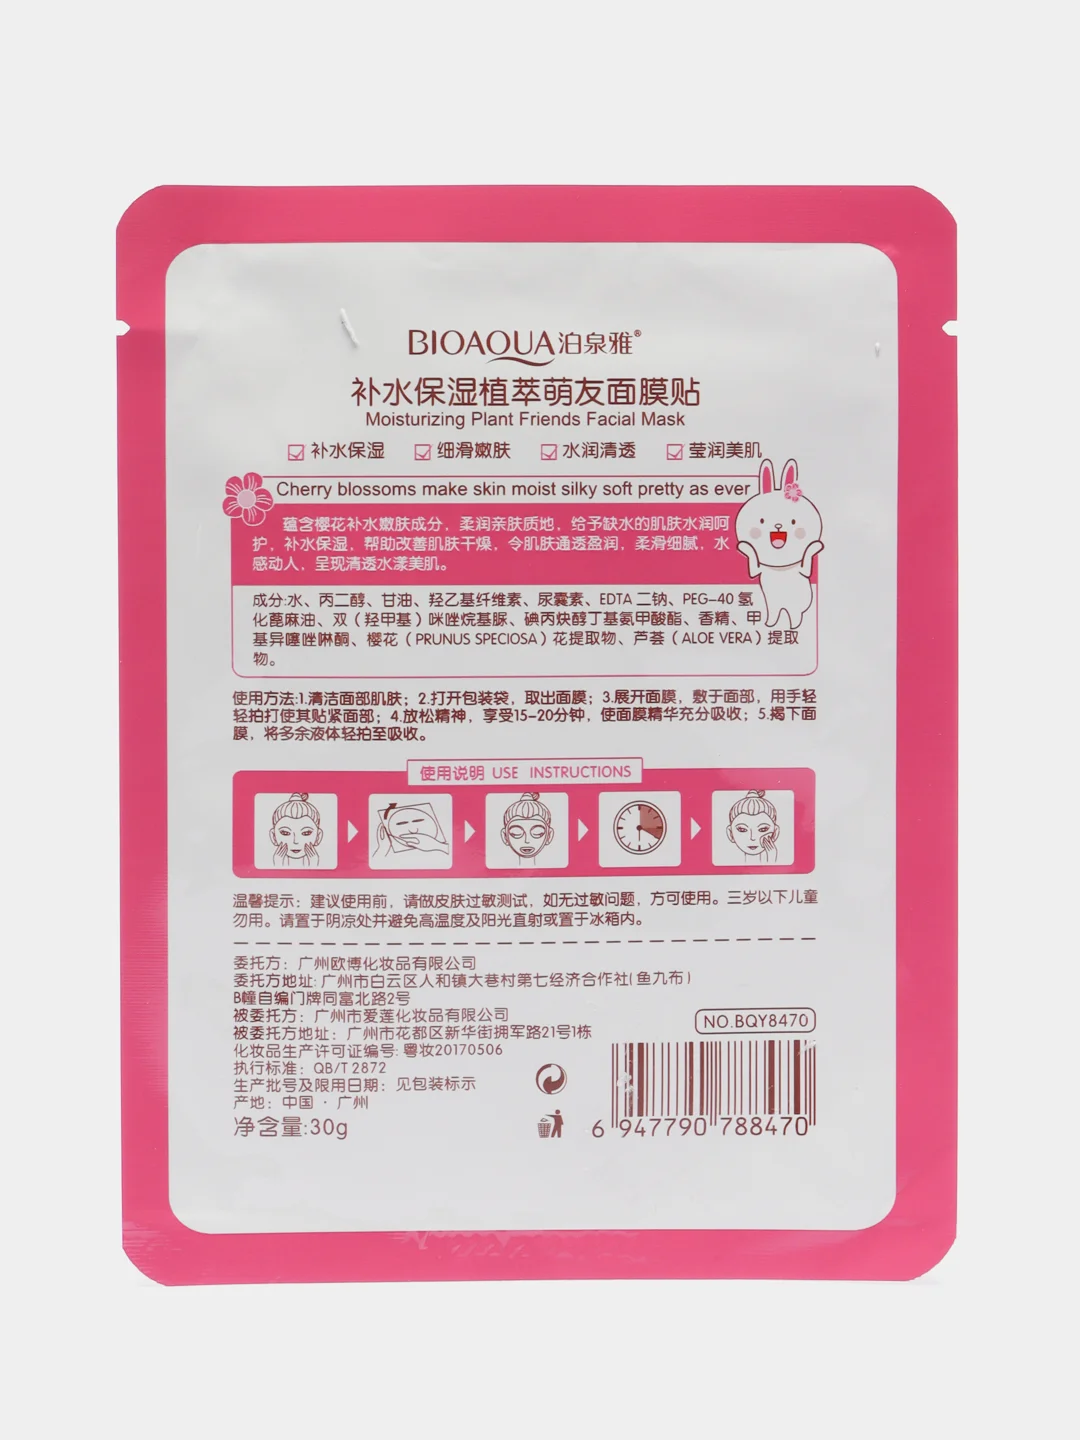 BIOAQUA泊泉雅®
补水保湿植萃萌友面膜贴
Moisturizing Plant Friends Facial Mask
补水保湿 细滑嫩肤 水润清透 莹润美肌
Cherry blossoms make skin moist silky soft pretty as ever
蕴含樱花补水嫩肤成分，柔润亲肤质地，给予缺水的肌肤水润呵
护，补水保湿，帮助改善肌肤干燥，令肌肤通透盈润，柔滑细腻，水
感动人，呈现清透水漾美肌。
成分:水、丙二醇、甘油、羟乙基纤维素、尿囊素、EDTA 二钠、PEG-40 氢
化蓖麻油、双（羟甲基）咪唑烷基脲、碘丙炔醇丁基氨甲酸酯、香精、甲
基异噻唑啉酮、樱花（PRUNUS SPECIOSA）花提取物、芦荟（ALOE VERA）提取
物。
使用方法:1.清洁面部肌肤；2.打开包装袋，取出面膜；3.展开面膜，敷于面部，用手轻
轻拍打使其贴紧面部；4.放松精神，享受15-20分钟，使面膜精华充分吸收；5.揭下面
膜，将多余液体轻拍至吸收。
使用说明 USE INSTRUCTIONS
温馨提示：建议使用前，请做皮肤过敏测试，如无过敏问题，方可使用。三岁以下儿童
勿用。请置于阴凉处并避免高温度及阳光直射或置于冰箱内。
委托方：广州欧博化妆品有限公司
委托方地址:广州市白云区人和镇大巷村第七经济合作社(鱼九布)
B幢自编门牌同富北路2号
被委托方：广州市爱莲化妆品有限公司
被委托方地址：广州市花都区新华街拥军路21号1栋
化妆品生产许可证编号:粤妆20170506
执行标准：QB/T 2872
生产批号及限用日期：见包装标示
产地：中国·广州
净含量:30g
NO.BQY8470
6 947790 788470